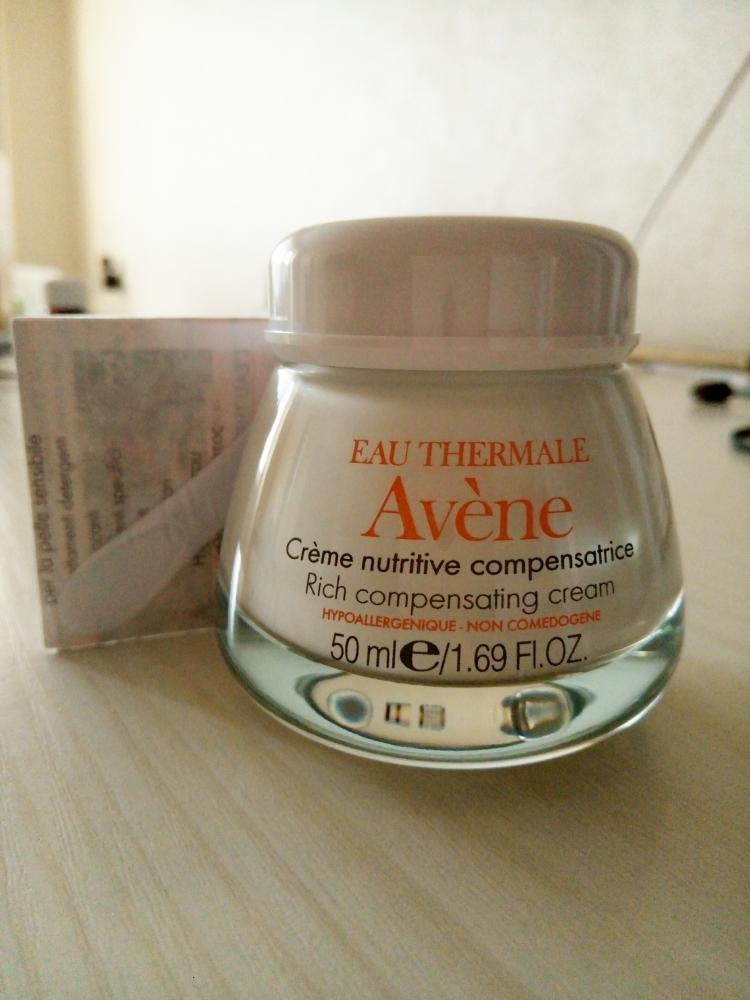 EAU THERMALE
Avène
Crème nutritive compensatrice
Rich compensating cream
HYPOALLERGENIQUE - NON COMEDOGENE
50 ml e/1.69 Fl.OZ.
per la pelle sensibile
detergent